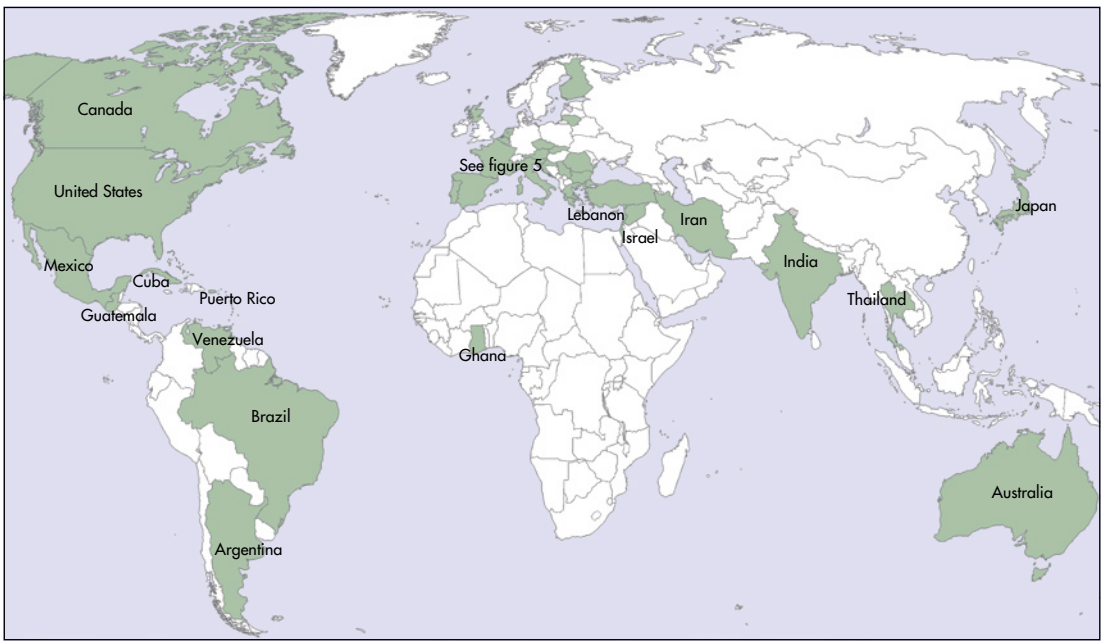 Canada
See figure 5
United States
Japan
Lebanon
Iran
Israel
India
Mexico
Cuba
Puerto Rico
Thailand
Guatemala
Venezuela
Ghana
Brazil
Australia
Argentina